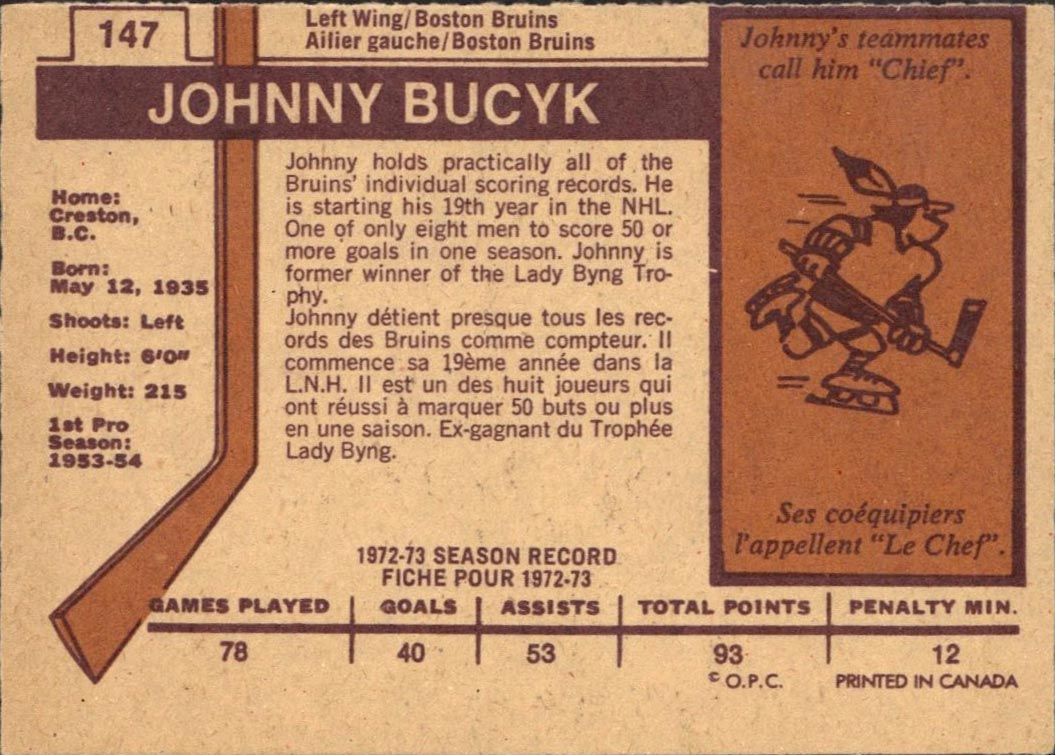 147
Left Wing/Boston Bruins
Ailier gauche/Boston Bruins
JOHNNY BUCYK
Home:
Creston,
B.C.
Born:
May 12, 1935
Shoots: Left
Height: 6'0"
Weight: 215
1st Pro
Season:
1953-54
Johnny holds practically all of the
Bruins' individual scoring records. He
is starting his 19th year in the NHL.
One of only eight men to score 50 or
more goals in one season. Johnny is
former winner of the Lady Byng Tro-
phy.
Johnny détient presque tous les rec-
ords des Bruins comme compteur. Il
commence sa 19ème année dans la
L.N.H. Il est un des huit joueurs qui
ont réussi à marquer 50 buts ou plus
en une saison. Ex-gagnant du Trophée
Lady Byng.
Johnny's teammates
call him "Chief".
Ses coéquipiers
l'appellent "Le Chef".
1972-73 SEASON RECORD
FICHE POUR 1972-73
GAMES PLAYED GOALS ASSISTS TOTAL POINTS PENALTY MIN.
78 40 53 93 12
© O.P.C. PRINTED IN CANADA